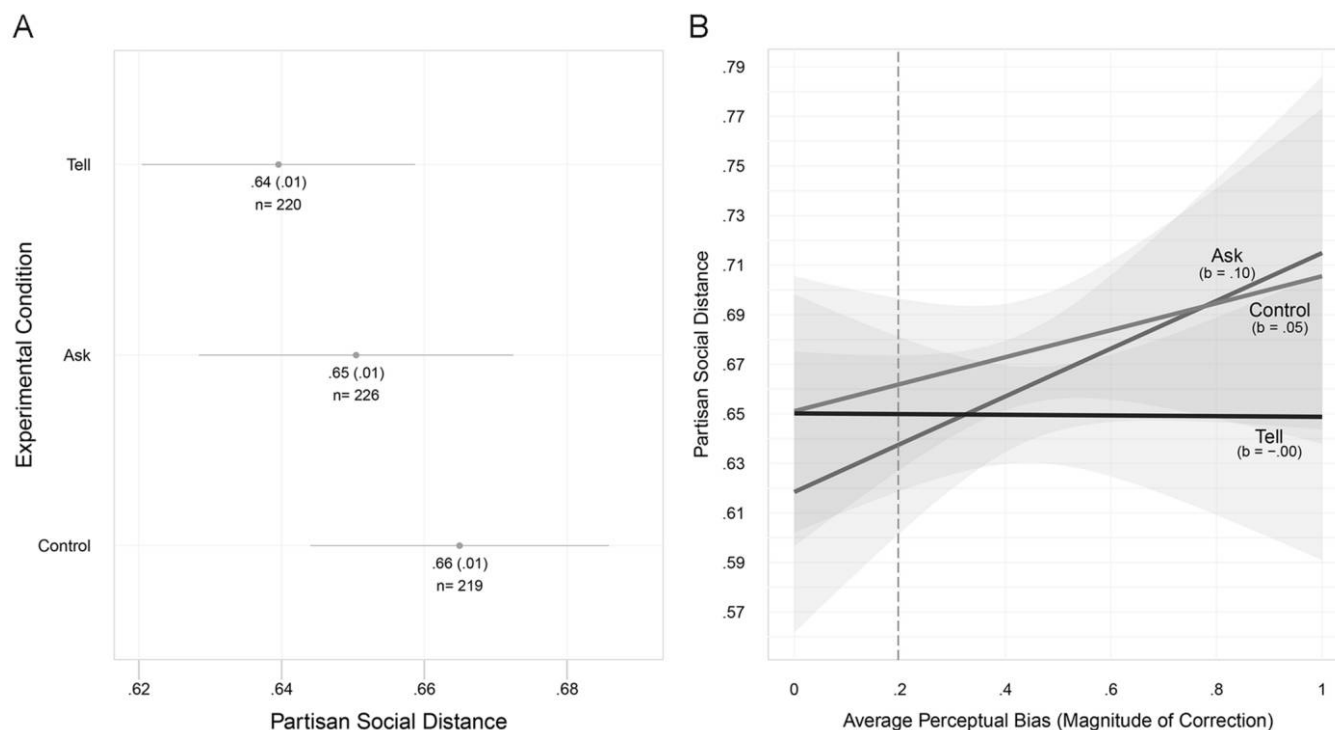 A
Experimental Condition
Tell
.64 (.01)
n= 220
Ask
.65 (.01)
n= 226
Control
.66 (.01)
n= 219
.62 .64 .66 .68
Partisan Social Distance
B
Partisan Social Distance
.79
.77
.75
.73
.71
.69
.67
.65
.63
.61
.59
.57
Ask
(b = .10)
Control
(b = .05)
Tell
(b = −.00)
0 .2 .4 .6 .8 1
Average Perceptual Bias (Magnitude of Correction)